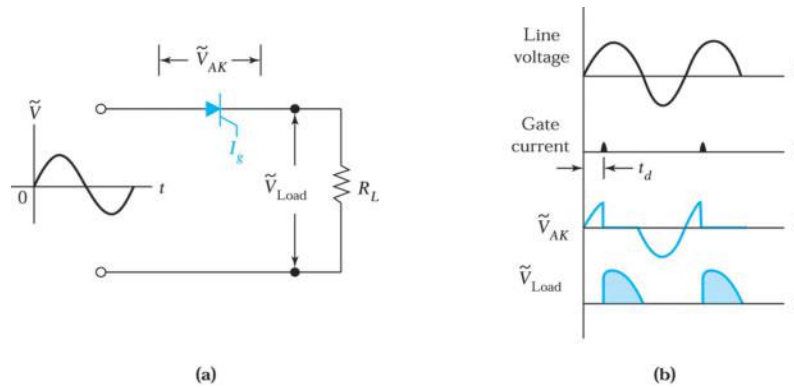 Ṽ_AK
Ṽ
0
t
I_g
Ṽ_Load
R_L
(a)
Line
voltage
Gate
current
t_d
Ṽ_AK
Ṽ_Load
(b)